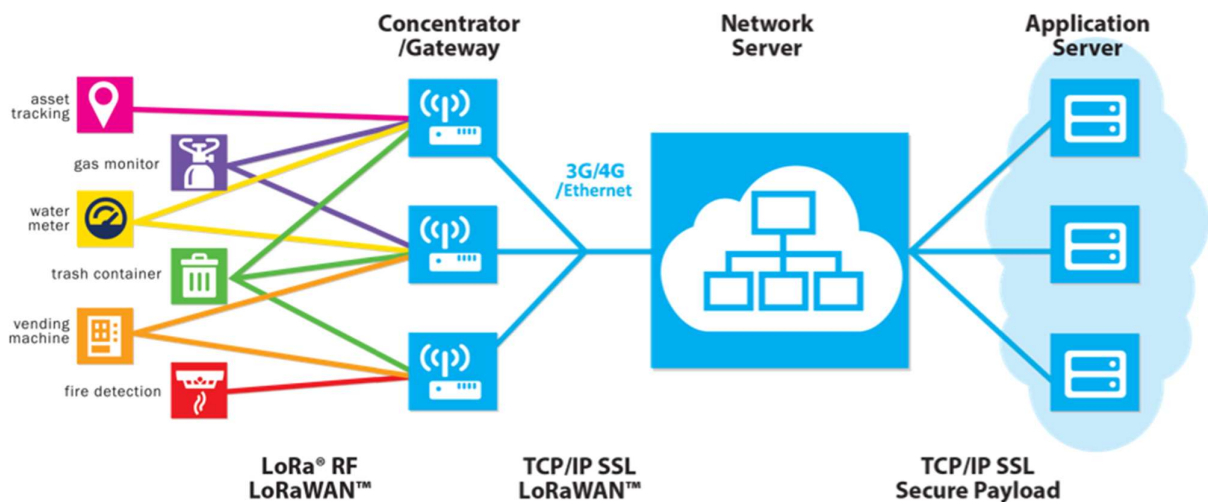 Concentrator
/Gateway
Network
Server
Application
Server
asset
tracking
gas monitor
water
meter
trash container
vending
machine
fire detection
3G/4G
/Ethernet
LoRa® RF
LoRaWAN™
TCP/IP SSL
LoRaWAN™
TCP/IP SSL
Secure Payload